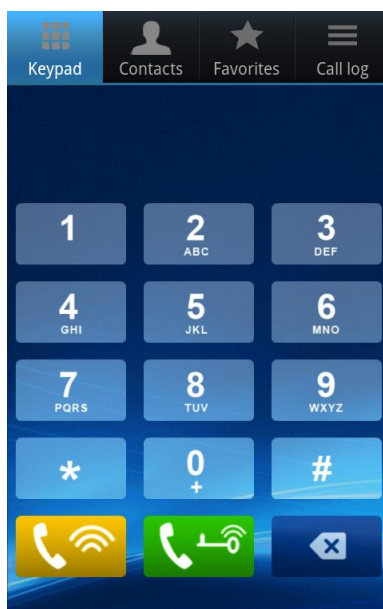 Keypad Contacts Favorites Call log
1 2 3
ABC DEF
4 5 6
GHI JKL MNO
7 8 9
PQRS TUV WXYZ
* 0 #
+